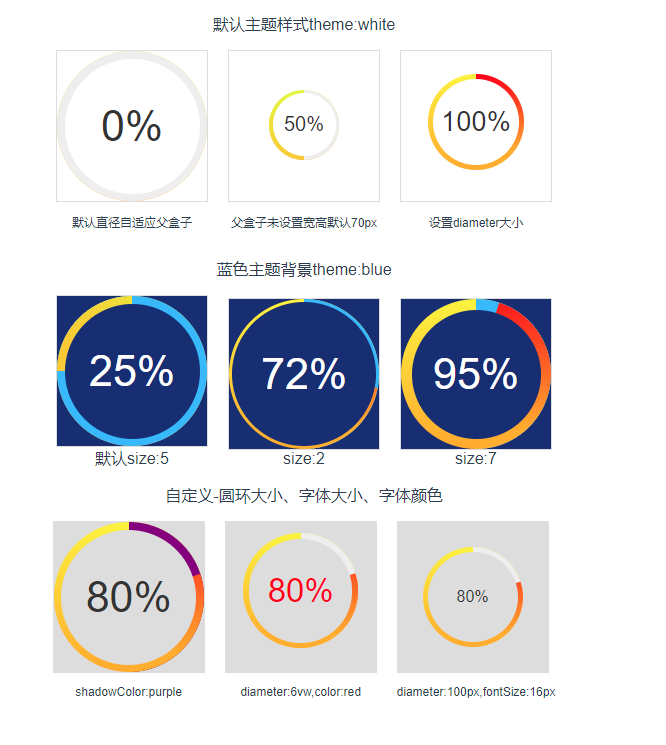 默认主题样式theme:white
0%
50%
100%
默认直径自适应父盒子
父盒子未设置宽高默认70px
设置diameter大小
蓝色主题背景theme:blue
25%
72%
95%
默认size:5
size:2
size:7
自定义-圆环大小、字体大小、字体颜色
80%
80%
80%
shadowColor:purple
diameter:6vw,color:red
diameter:100px,fontSize:16px